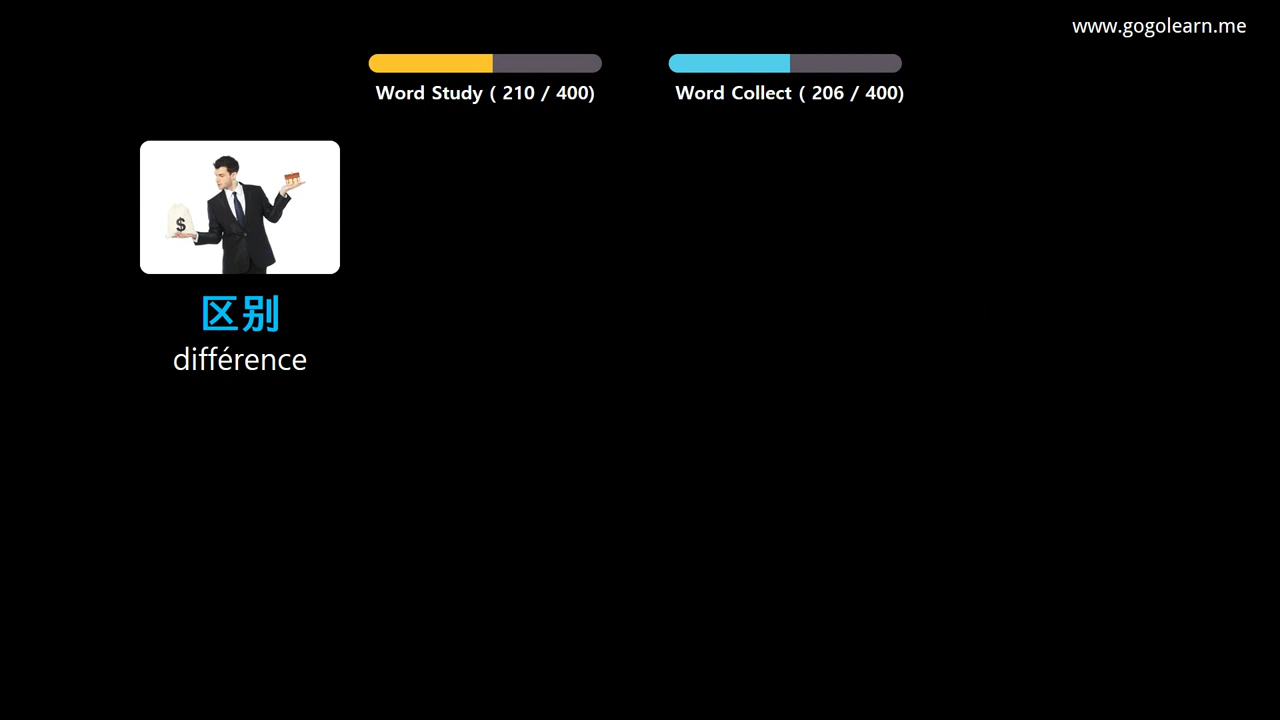 www.gogolearn.me
Word Study ( 210 / 400)
Word Collect ( 206 / 400)
$
区别
différence